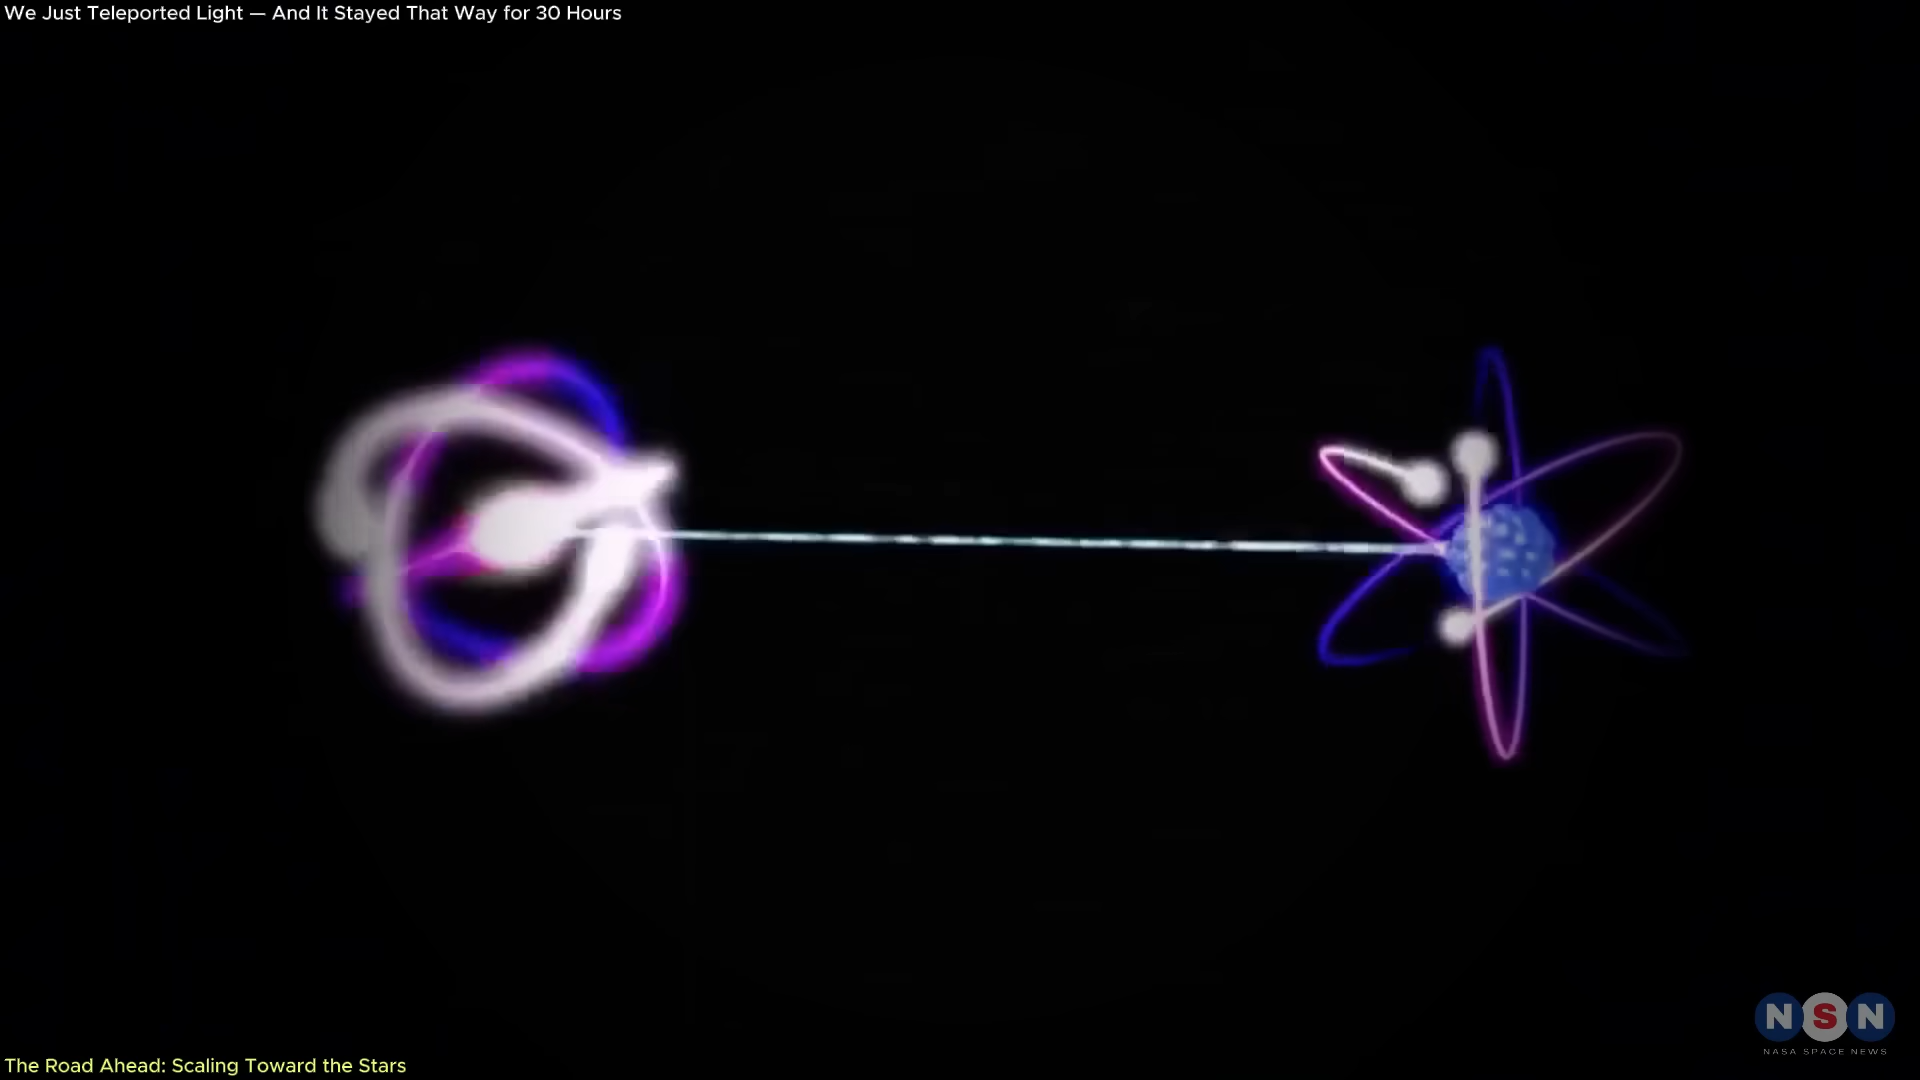 We Just Teleported Light — And It Stayed That Way for 30 Hours
NSN
NASA SPACE NEWS
The Road Ahead: Scaling Toward the Stars